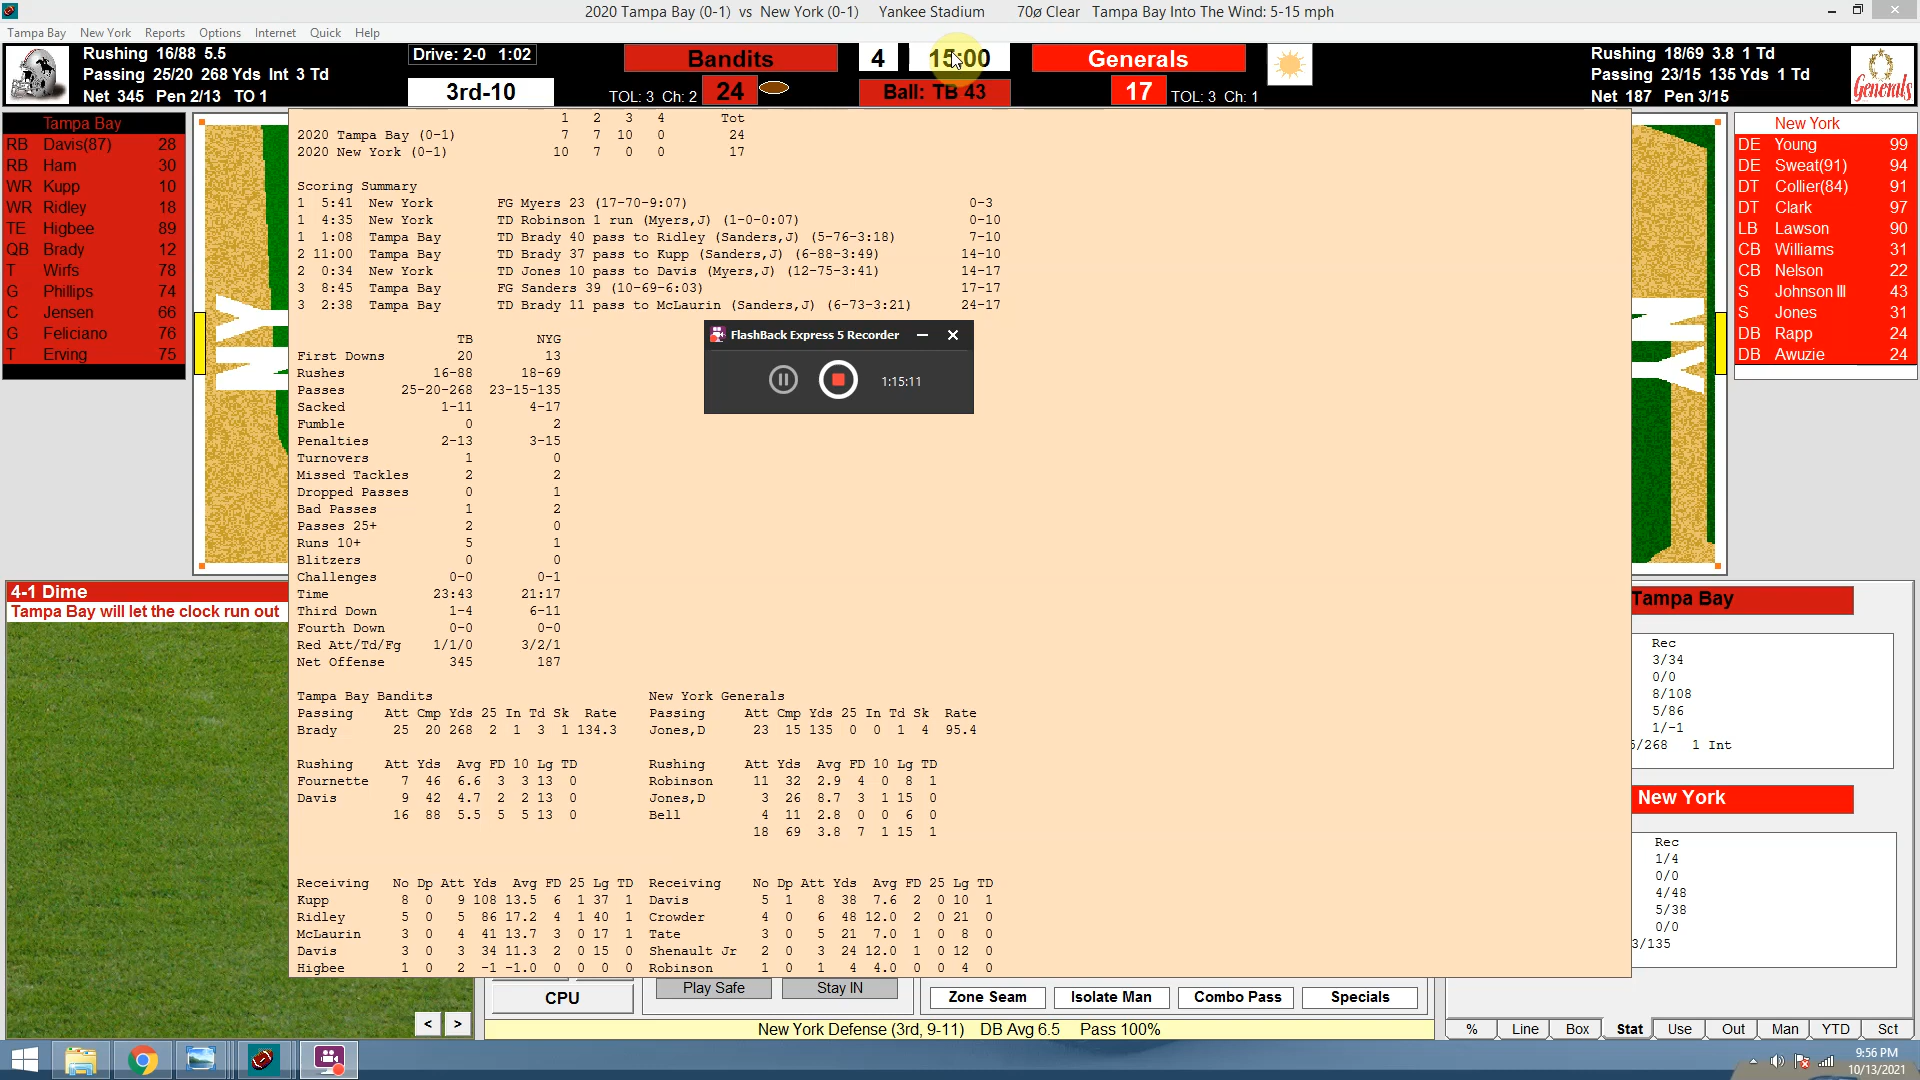 2020 Tampa Bay (0-1) vs New York (0-1) Yankee Stadium 70ø Clear Tampa Bay Into The Wind: 5-15 mph
Tampa Bay New York Reports Options Internet Quick Help
Rushing 16/88 5.5
Passing 25/20 268 Yds Int 3 Td
Net 345 Pen 2/13 TO 1
Drive: 2-0 1:02
3rd-10
Bandits
TOL: 3 Ch: 2 24
4 15:00
Ball: TB 43
Generals
17 TOL: 3 Ch: 1
Rushing 18/69 3.8 1 Td
Passing 23/15 135 Yds 1 Td
Net 187 Pen 3/15
Generals
Tampa Bay
RB Davis(87) 28
RB Ham 30
WR Kupp 10
WR Ridley 18
TE Higbee 89
QB Brady 12
T Wirfs 78
G Phillips 74
C Jensen 66
G Feliciano 76
T Erving 75
1 2 3 4 Tot
2020 Tampa Bay (0-1) 7 7 10 0 24
2020 New York (0-1) 10 7 0 0 17
Scoring Summary
1 5:41 New York FG Myers 23 (17-70-9:07) 0-3
1 4:35 New York TD Robinson 1 run (Myers,J) (1-0-0:07) 0-10
1 1:08 Tampa Bay TD Brady 40 pass to Ridley (Sanders,J) (5-76-3:18) 7-10
2 11:00 Tampa Bay TD Brady 37 pass to Kupp (Sanders,J) (6-88-3:49) 14-10
2 0:34 New York TD Jones 10 pass to Davis (Myers,J) (12-75-3:41) 14-17
3 8:45 Tampa Bay FG Sanders 39 (10-69-6:03) 17-17
3 2:38 Tampa Bay TD Brady 11 pass to McLaurin (Sanders,J) (6-73-3:21) 24-17
TB NYG
First Downs 20 13
Rushes 16-88 18-69
Passes 25-20-268 23-15-135
Sacked 1-11 4-17
Fumble 0 2
Penalties 2-13 3-15
Turnovers 1 0
Missed Tackles 2 2
Dropped Passes 0 1
Bad Passes 1 2
Passes 25+ 2 0
Runs 10+ 5 1
Blitzers 0 0
Challenges 0-0 0-1
Time 23:43 21:17
Third Down 1-4 6-11
Fourth Down 0-0 0-0
Red Att/Td/Fg 1/1/0 3/2/1
Net Offense 345 187
FlashBack Express 5 Recorder
1:15:11
Tampa Bay Bandits New York Generals
Passing Att Cmp Yds 25 In Td Sk Rate Passing Att Cmp Yds 25 In Td Sk Rate
Brady 25 20 268 2 1 3 1 134.3 Jones,D 23 15 135 0 0 1 4 95.4
Rushing Att Yds Avg FD 10 Lg TD Rushing Att Yds Avg FD 10 Lg TD
Fournette 7 46 6.6 3 3 13 0 Robinson 11 32 2.9 4 0 8 1
Davis 9 42 4.7 2 2 13 0 Jones,D 3 26 8.7 3 1 15 0
16 88 5.5 5 5 13 0 Bell 4 11 2.8 0 0 6 0
18 69 3.8 7 1 15 1
Receiving No Dp Att Yds Avg FD 25 Lg TD Receiving No Dp Att Yds Avg FD 25 Lg TD
Kupp 8 0 9 108 13.5 6 1 37 1 Davis 5 1 8 38 7.6 2 0 10 1
Ridley 5 0 5 86 17.2 4 1 40 1 Crowder 4 0 6 48 12.0 2 0 21 0
McLaurin 3 0 4 41 13.7 3 0 17 1 Tate 3 0 5 21 7.0 1 0 8 0
Davis 3 0 3 34 11.3 2 0 15 0 Shenault Jr 2 0 3 24 12.0 1 0 12 0
Higbee 1 0 2 -1 -1.0 0 0 0 0 Robinson 1 0 1 4 4.0 0 0 4 0
New York
DE Young 99
DE Sweat(91) 94
DT Collier(84) 91
DT Clark 97
LB Lawson 90
CB Williams 31
CB Nelson 22
S Johnson III 43
S Jones 31
DB Rapp 24
DB Awuzie 24
4-1 Dime
Tampa Bay will let the clock run out
< >
CPU
Play Safe Stay IN
Zone Seam Isolate Man Combo Pass Specials
New York Defense (3rd, 9-11) DB Avg 6.5 Pass 100%
Tampa Bay
Rec
3/34
0/0
8/108
5/86
1/-1
/268 1 Int
New York
Rec
1/4
0/0
4/48
5/38
0/0
3/135
% Line Box Stat Use Out Man YTD Sct
9:56 PM
10/13/2021